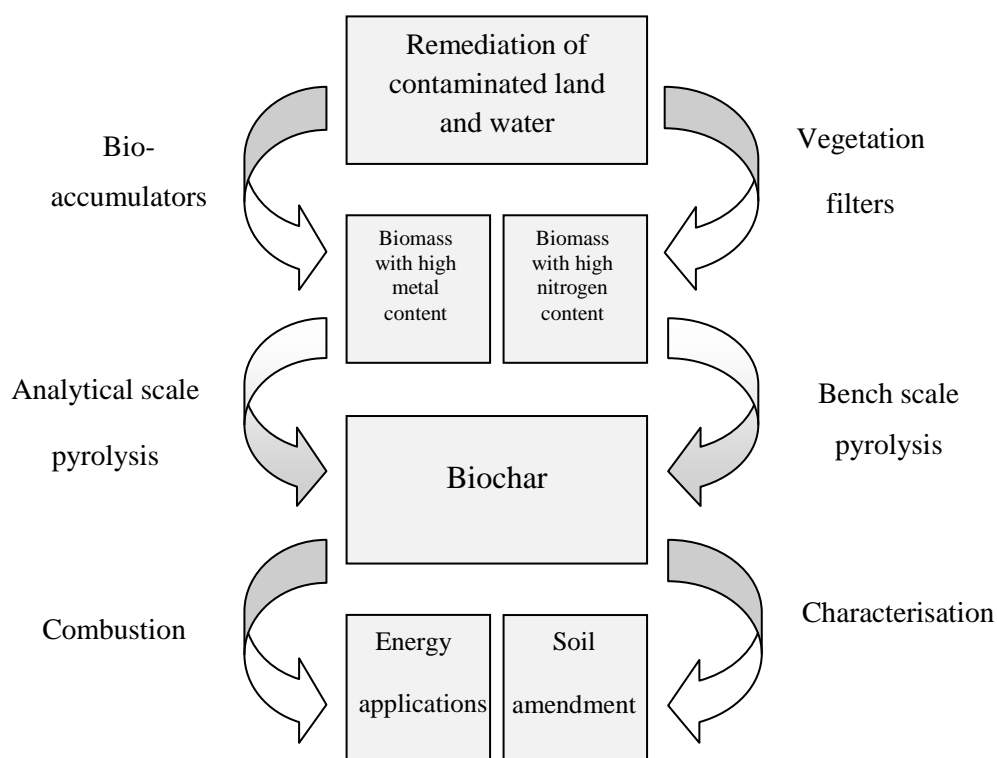 Remediation of
contaminated land
and water
Bio-
accumulators
Vegetation
filters
Biomass
with high
metal
content
Biomass
with high
nitrogen
content
Analytical scale
pyrolysis
Bench scale
pyrolysis
Biochar
Combustion
Characterisation
Energy
applications
Soil
amendment